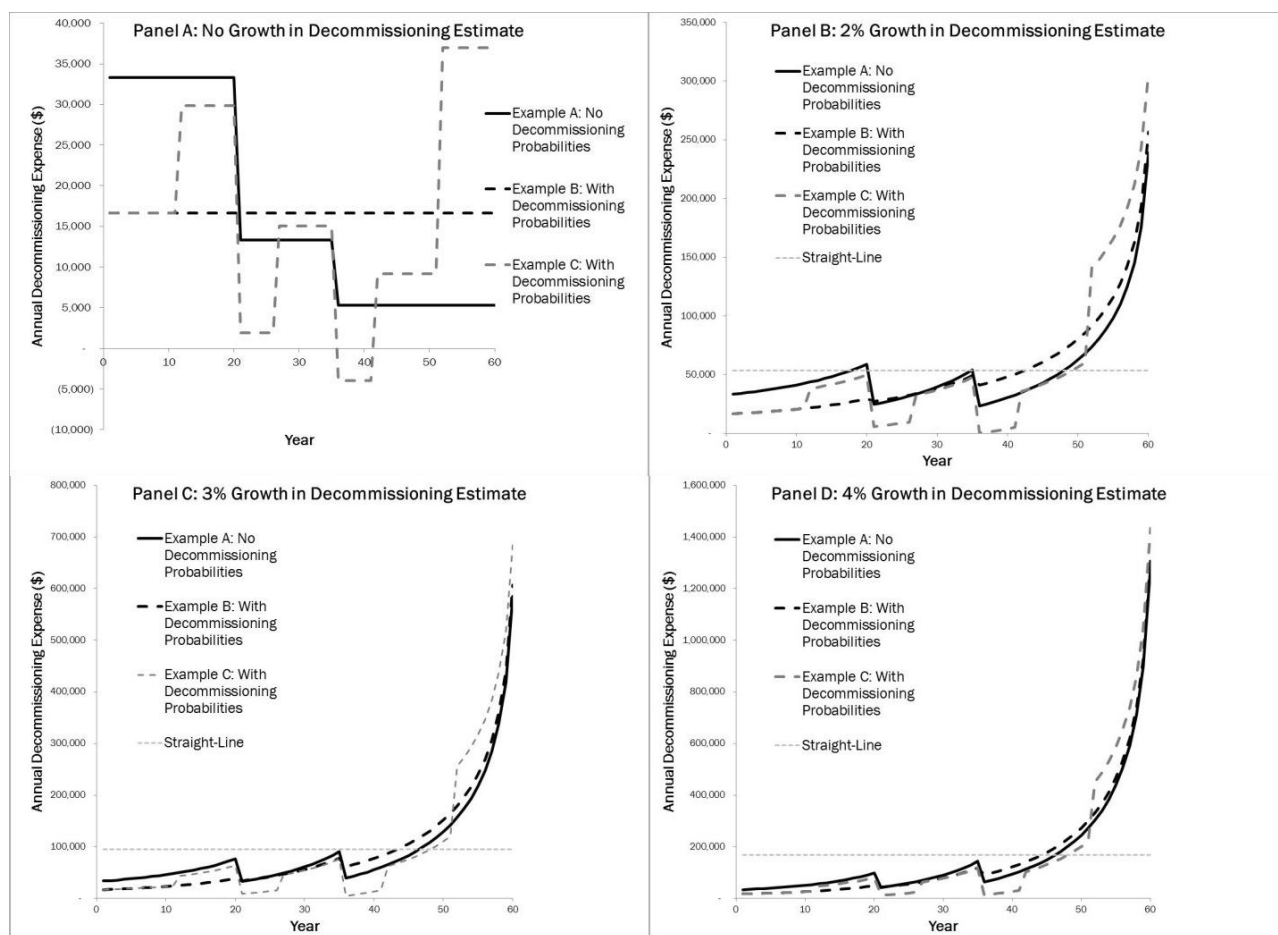 Panel A: No Growth in Decommissioning Estimate
Annual Decommissioning Expense ($)
40,000
35,000
30,000
25,000
20,000
15,000
10,000
5,000
-
(5,000)
(10,000)
0 10 20 30 40 50 60
Year
Example A: No
Decommissioning
Probabilities
Example B: With
Decommissioning
Probabilities
Example C: With
Decommissioning
Probabilities
Panel B: 2% Growth in Decommissioning Estimate
Annual Decommissioning Expense ($)
350,000
300,000
250,000
200,000
150,000
100,000
50,000
-
0 10 20 30 40 50 60
Year
Example A: No
Decommissioning
Probabilities
Example B: With
Decommissioning
Probabilities
Example C: With
Decommissioning
Probabilities
Straight-Line
Panel C: 3% Growth in Decommissioning Estimate
Annual Decommissioning Expense ($)
800,000
700,000
600,000
500,000
400,000
300,000
200,000
100,000
-
0 10 20 30 40 50 60
Year
Example A: No
Decommissioning
Probabilities
Example B: With
Decommissioning
Probabilities
Example C: With
Decommissioning
Probabilities
Straight-Line
Panel D: 4% Growth in Decommissioning Estimate
Annual Decommissioning Expense ($)
1,600,000
1,400,000
1,200,000
1,000,000
800,000
600,000
400,000
200,000
-
0 10 20 30 40 50 60
Year
Example A: No
Decommissioning
Probabilities
Example B: With
Decommissioning
Probabilities
Example C: With
Decommissioning
Probabilities
Straight-Line